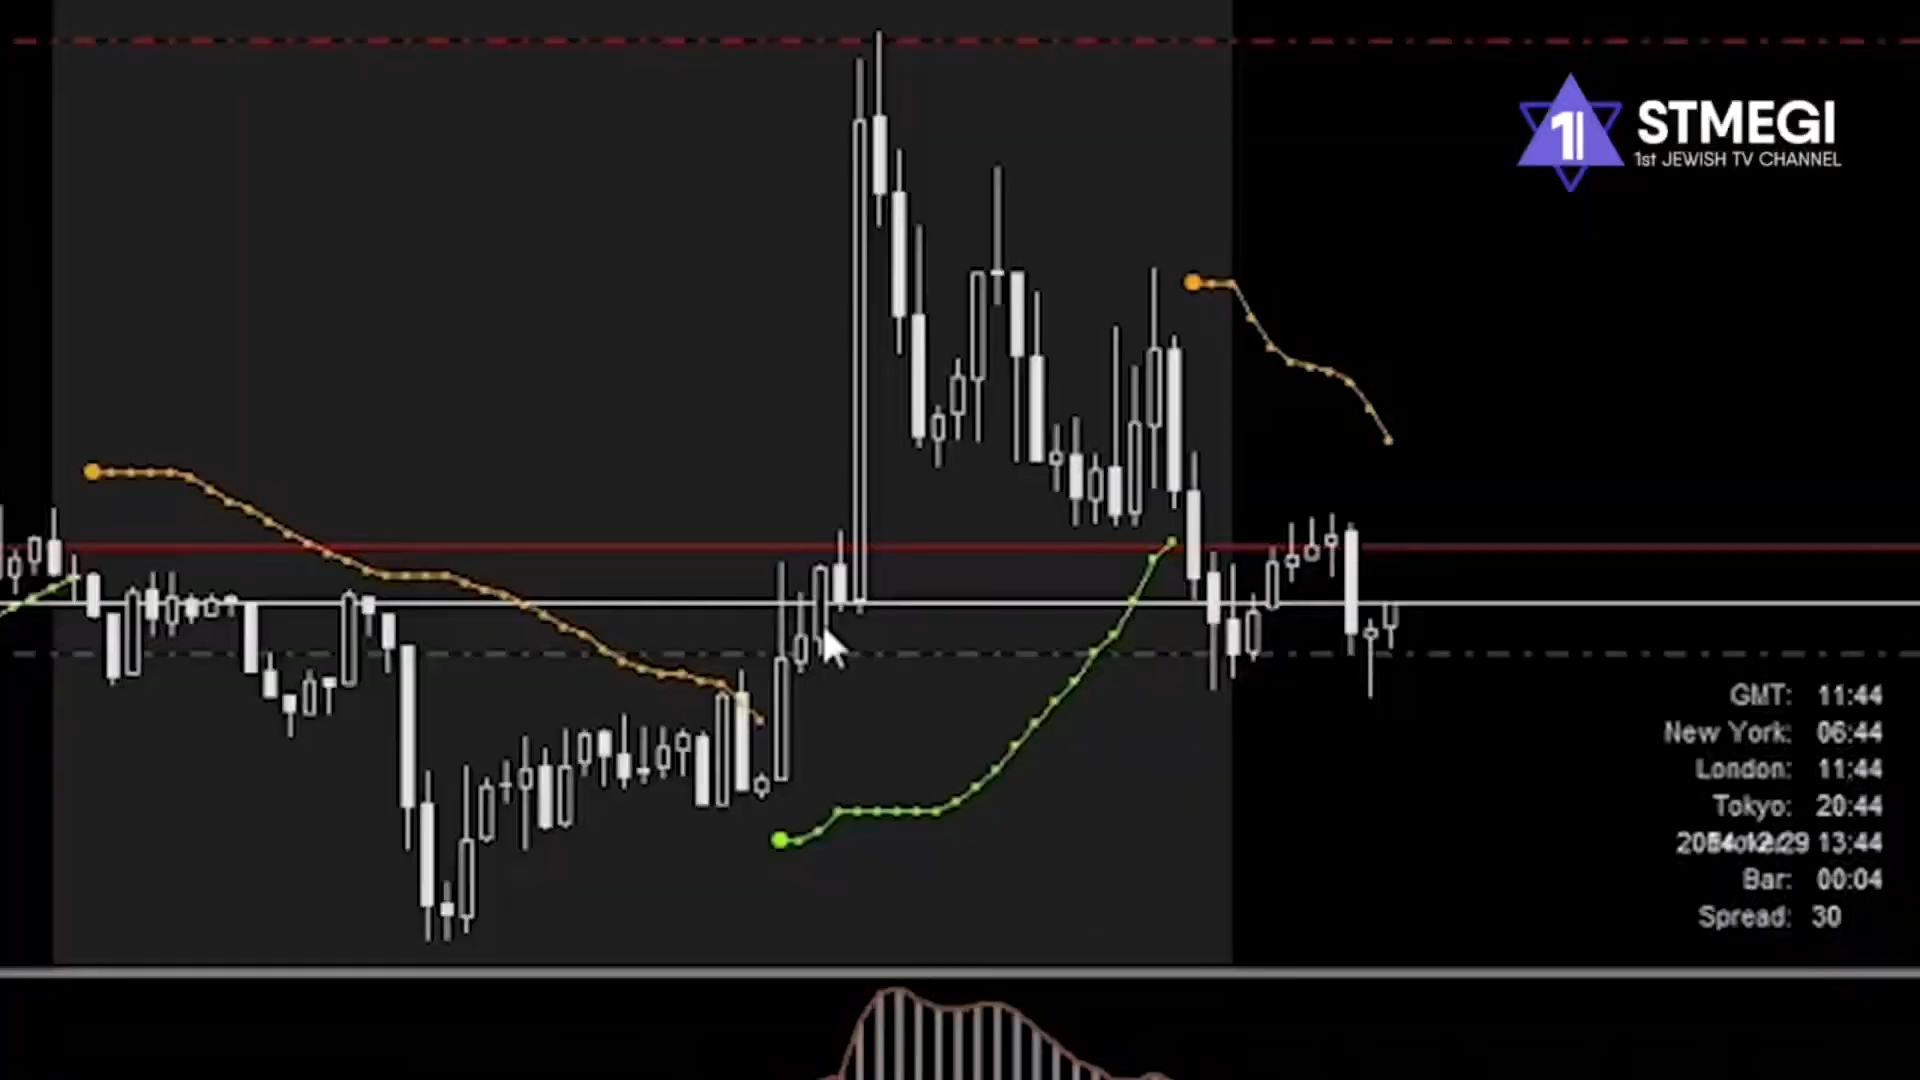 1
STMEGI
1st JEWISH TV CHANNEL
GMT: 11:44
New York: 06:44
London: 11:44
Tokyo: 20:44
13:44
Bar: 00:04
Spread: 30